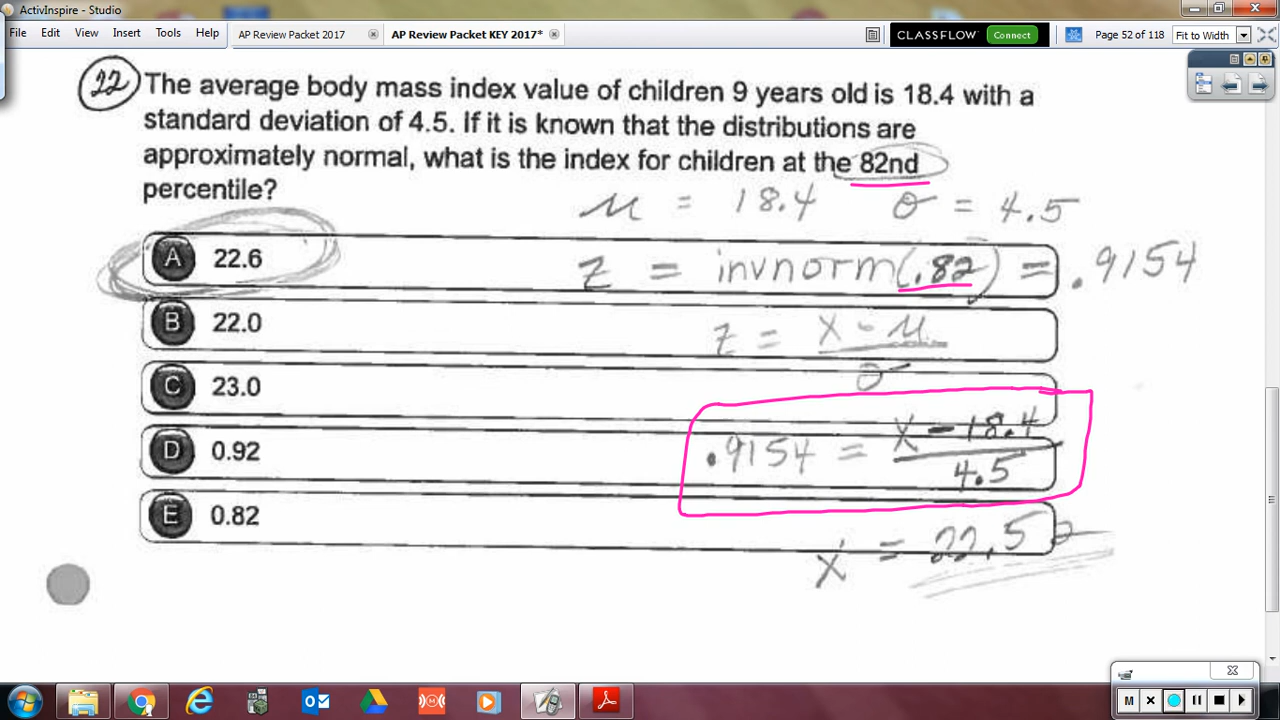 ActivInspire - Studio
File Edit View Insert Tools Help
AP Review Packet 2017
AP Review Packet KEY 2017*
CLASSFLOW Connect
Page 52 of 118
Fit to Width
22 The average body mass index value of children 9 years old is 18.4 with a
standard deviation of 4.5. If it is known that the distributions are
approximately normal, what is the index for children at the 82nd
percentile?
μ = 18.4 σ = 4.5
A 22.6
z = invnorm(.82) = .9154
B 22.0
z = x - μ / σ
C 23.0
D 0.92
.9154 = x - 18.4 / 4.5
E 0.82
x = 22.52
M